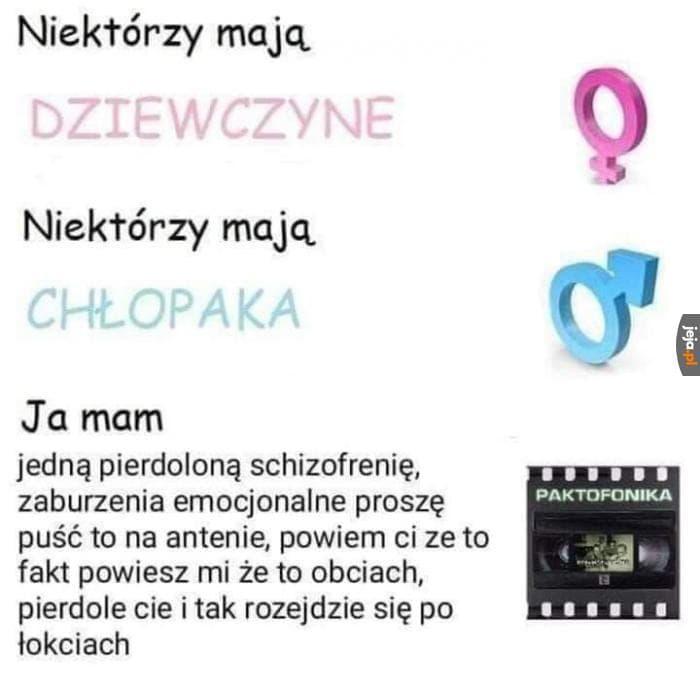 Niektórzy mają
DZIEWCZYNE
Niektórzy mają
CHŁOPAKA
jeja.pl
Ja mam
jedną pierdoloną schizofrenię,
zaburzenia emocjonalne proszę
puść to na antenie, powiem ci ze to
fakt powiesz mi że to obciach,
pierdole cie i tak rozejdzie się po
łokciach
PAKTOFONIKA